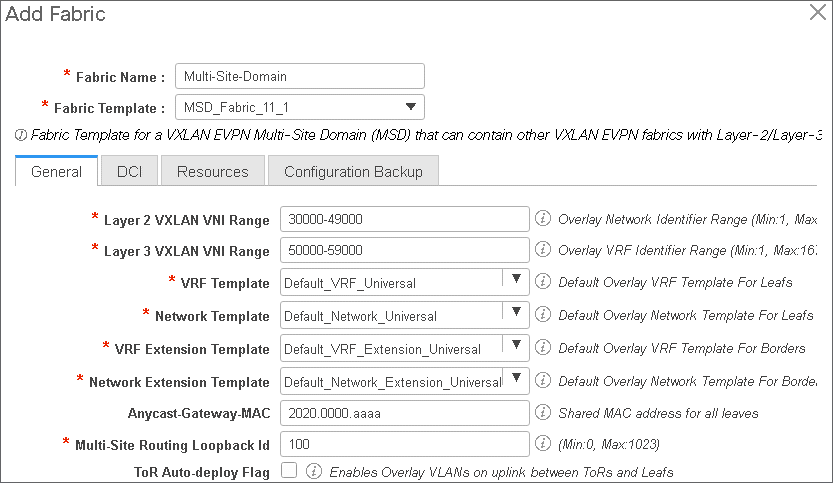 Add Fabric
* Fabric Name : Multi-Site-Domain
* Fabric Template : MSD_Fabric_11_1
Fabric Template for a VXLAN EVPN Multi-Site Domain (MSD) that can contain other VXLAN EVPN fabrics with Layer-2/Layer-3
General DCI Resources Configuration Backup
* Layer 2 VXLAN VNI Range 30000-49000 Overlay Network Identifier Range (Min:1, Max
* Layer 3 VXLAN VNI Range 50000-59000 Overlay VRF Identifier Range (Min:1, Max:167
* VRF Template Default_VRF_Universal Default Overlay VRF Template For Leafs
* Network Template Default_Network_Universal Default Overlay Network Template For Leafs
* VRF Extension Template Default_VRF_Extension_Universal Default Overlay VRF Template For Borders
* Network Extension Template Default_Network_Extension_Universal Default Overlay Network Template For Border
Anycast-Gateway-MAC 2020.0000.aaaa Shared MAC address for all leaves
* Multi-Site Routing Loopback Id 100 (Min:0, Max:1023)
ToR Auto-deploy Flag Enables Overlay VLANs on uplink between ToRs and Leafs